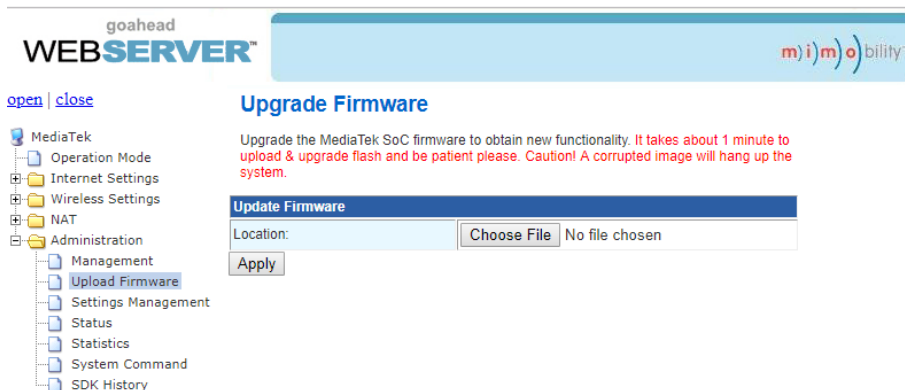 goahead
WEBSERVER™
m)i)m)o)bility
open | close
MediaTek
Operation Mode
Internet Settings
Wireless Settings
NAT
Administration
Management
Upload Firmware
Settings Management
Status
Statistics
System Command
SDK History
Upgrade Firmware
Upgrade the MediaTek SoC firmware to obtain new functionality. It takes about 1 minute to
upload & upgrade flash and be patient please. Caution! A corrupted image will hang up the
system.
Update Firmware
Location: Choose File No file chosen
Apply